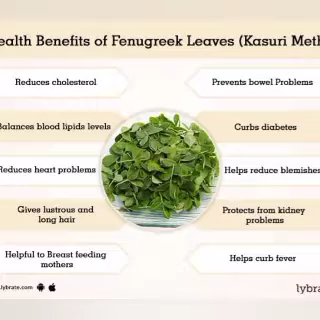 ealth Benefits of Fenugreek Leaves (Kasuri Meth
Reduces cholesterol
Prevents bowel Problems
Balances blood lipids levels
Curbs diabetes
Reduces heart problems
Helps reduce blemishes
Gives lustrous and
long hair
Protects from kidney
problems
Helpful to Breast feeding
mothers
Helps curb fever
lybrate.com
lybra